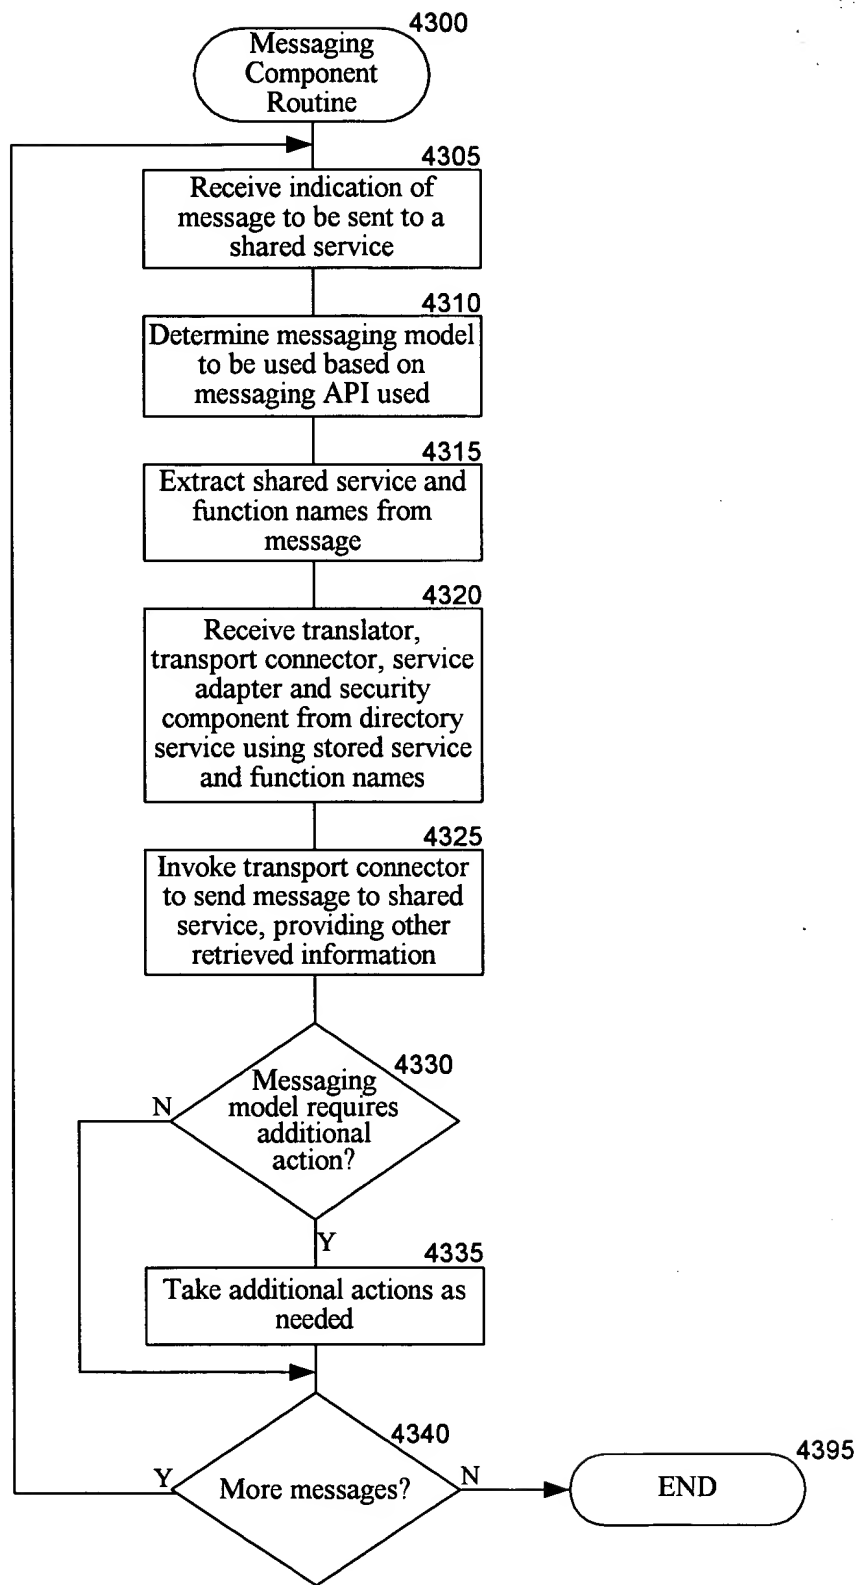 4300
Messaging
Component
Routine
4305
Receive indication of
message to be sent to a
shared service
4310
Determine messaging model
to be used based on
messaging API used
4315
Extract shared service and
function names from
message
4320
Receive translator,
transport connector, service
adapter and security
component from directory
service using stored service
and function names
4325
Invoke transport connector
to send message to shared
service, providing other
retrieved information
4330
Messaging
model requires
additional
action?
N
Y
4335
Take additional actions as
needed
4340
More messages?
Y
N
4395
END